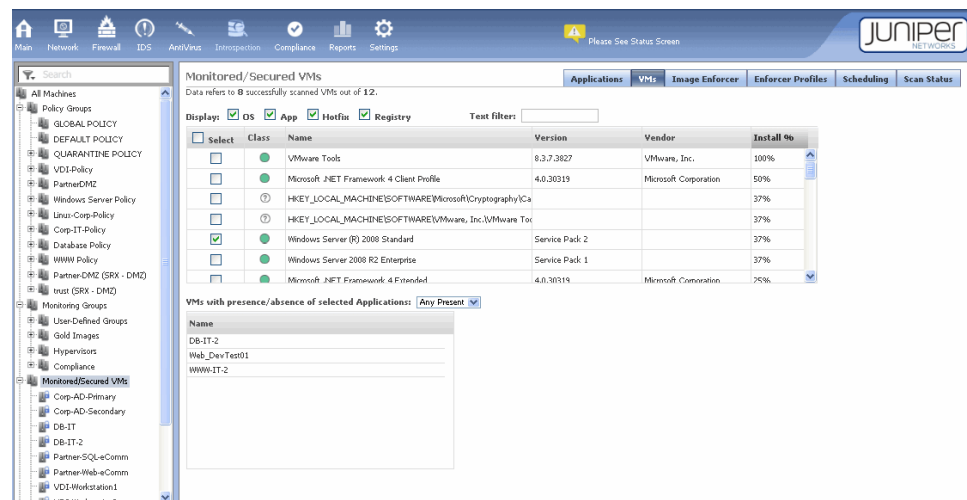 Main Network Firewall IDS AntiVirus Introspection Compliance Reports Settings
Please See Status Screen
JUNIPER
NETWORKS
Search
All Machines
Policy Groups
GLOBAL POLICY
DEFAULT POLICY
QUARANTINE POLICY
VDI-Policy
PartnerDMZ
Windows Server Policy
Linux-Corp-Policy
Corp-IT-Policy
Database Policy
WWW Policy
Partner-DMZ (SRX - DMZ)
trust (SRX - DMZ)
Monitoring Groups
User-Defined Groups
Gold Images
Hypervisors
Compliance
Monitored/Secured VMs
Corp-AD-Primary
Corp-AD-Secondary
DB-IT
DB-IT-2
Partner-SQL-eComm
Partner-Web-eComm
VDI-Workstation1
Monitored/Secured VMs
Applications VMs Image Enforcer Enforcer Profiles Scheduling Scan Status
Data refers to 8 successfully scanned VMs out of 12.
Display: OS App Hotfix Registry Text filter:
Select Class Name Version Vendor Install %
VMware Tools 8.3.7.3827 VMware, Inc. 100%
Microsoft .NET Framework 4 Client Profile 4.0.30319 Microsoft Corporation 50%
HKEY_LOCAL_MACHINE\SOFTWARE\Microsoft\Cryptography\Ca 37%
HKEY_LOCAL_MACHINE\SOFTWARE\VMware, Inc.\VMware Too 37%
Windows Server (R) 2008 Standard Service Pack 2 37%
Windows Server 2008 R2 Enterprise Service Pack 1 37%
Microsoft .NET Framework 4 Extended 4.0.30319 Microsoft Corporation 25%
VMs with presence/absence of selected Applications: Any Present
Name
DB-IT-2
Web_DevTest01
WWW-IT-2